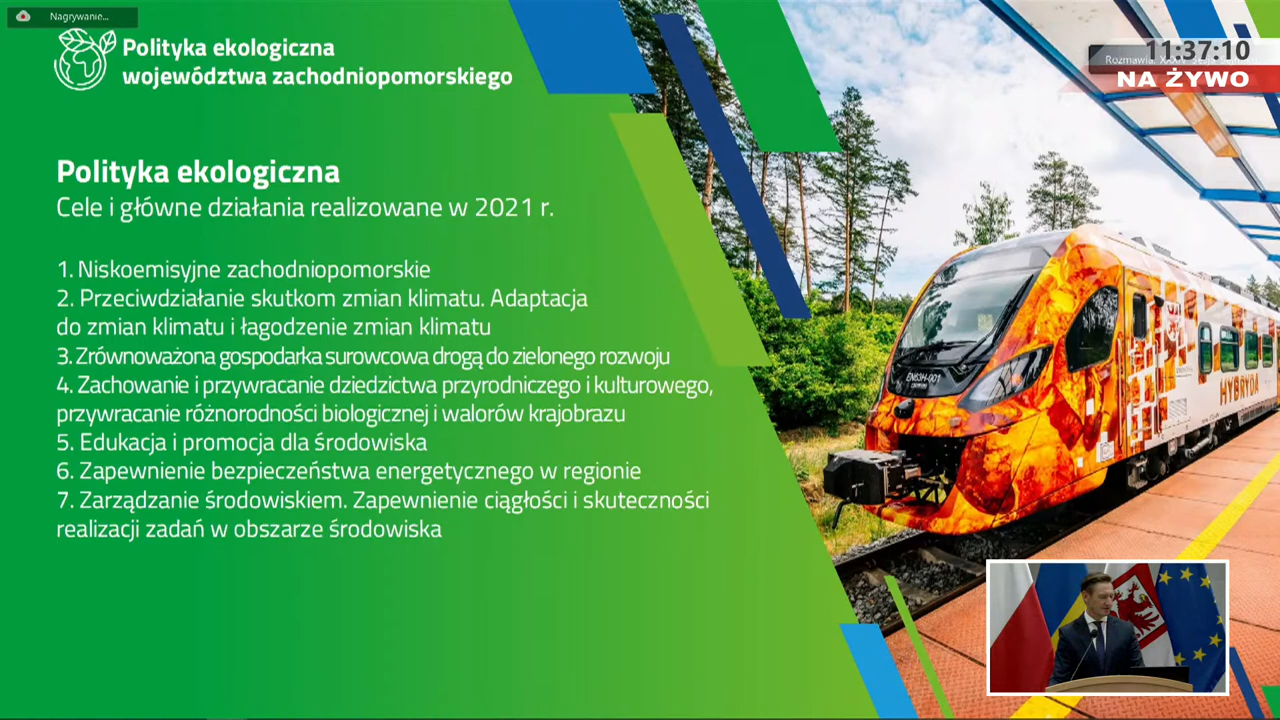 Nagrywanie...
Polityka ekologiczna
województwa zachodniopomorskiego
11:37:10
Rozmawia:
NA ŻYWO
Polityka ekologiczna
Cele i główne działania realizowane w 2021 r.
1. Niskoemisyjne zachodniopomorskie
2. Przeciwdziałanie skutkom zmian klimatu. Adaptacja
do zmian klimatu i łagodzenie zmian klimatu
3. Zrównoważona gospodarka surowcowa drogą do zielonego rozwoju
4. Zachowanie i przywracanie dziedzictwa przyrodniczego i kulturowego,
przywracanie różnorodności biologicznej i walorów krajobrazu
5. Edukacja i promocja dla środowiska
6. Zapewnienie bezpieczeństwa energetycznego w regionie
7. Zarządzanie środowiskiem. Zapewnienie ciągłości i skuteczności
realizacji zadań w obszarze środowiska
HYBRYDA